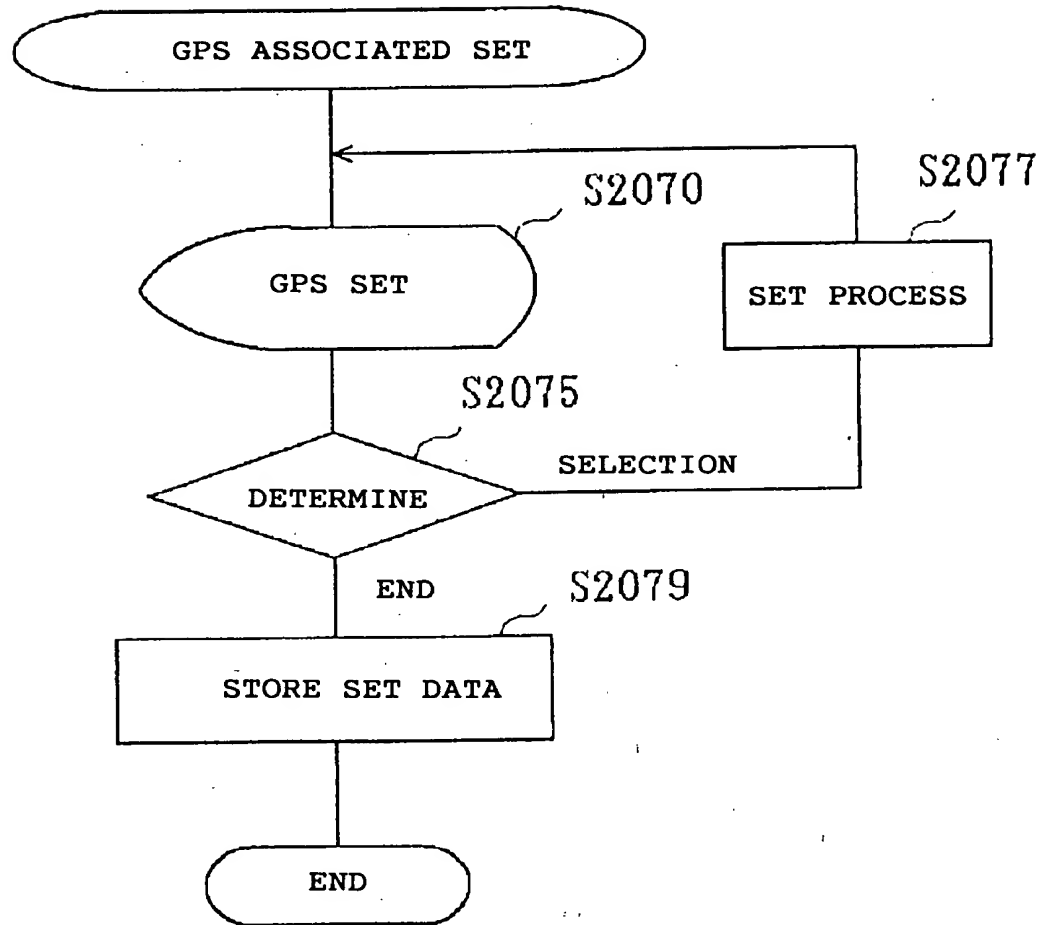 GPS ASSOCIATED SET
S2070
GPS SET
S2077
SET PROCESS
S2075
DETERMINE
SELECTION
END
S2079
STORE SET DATA
END